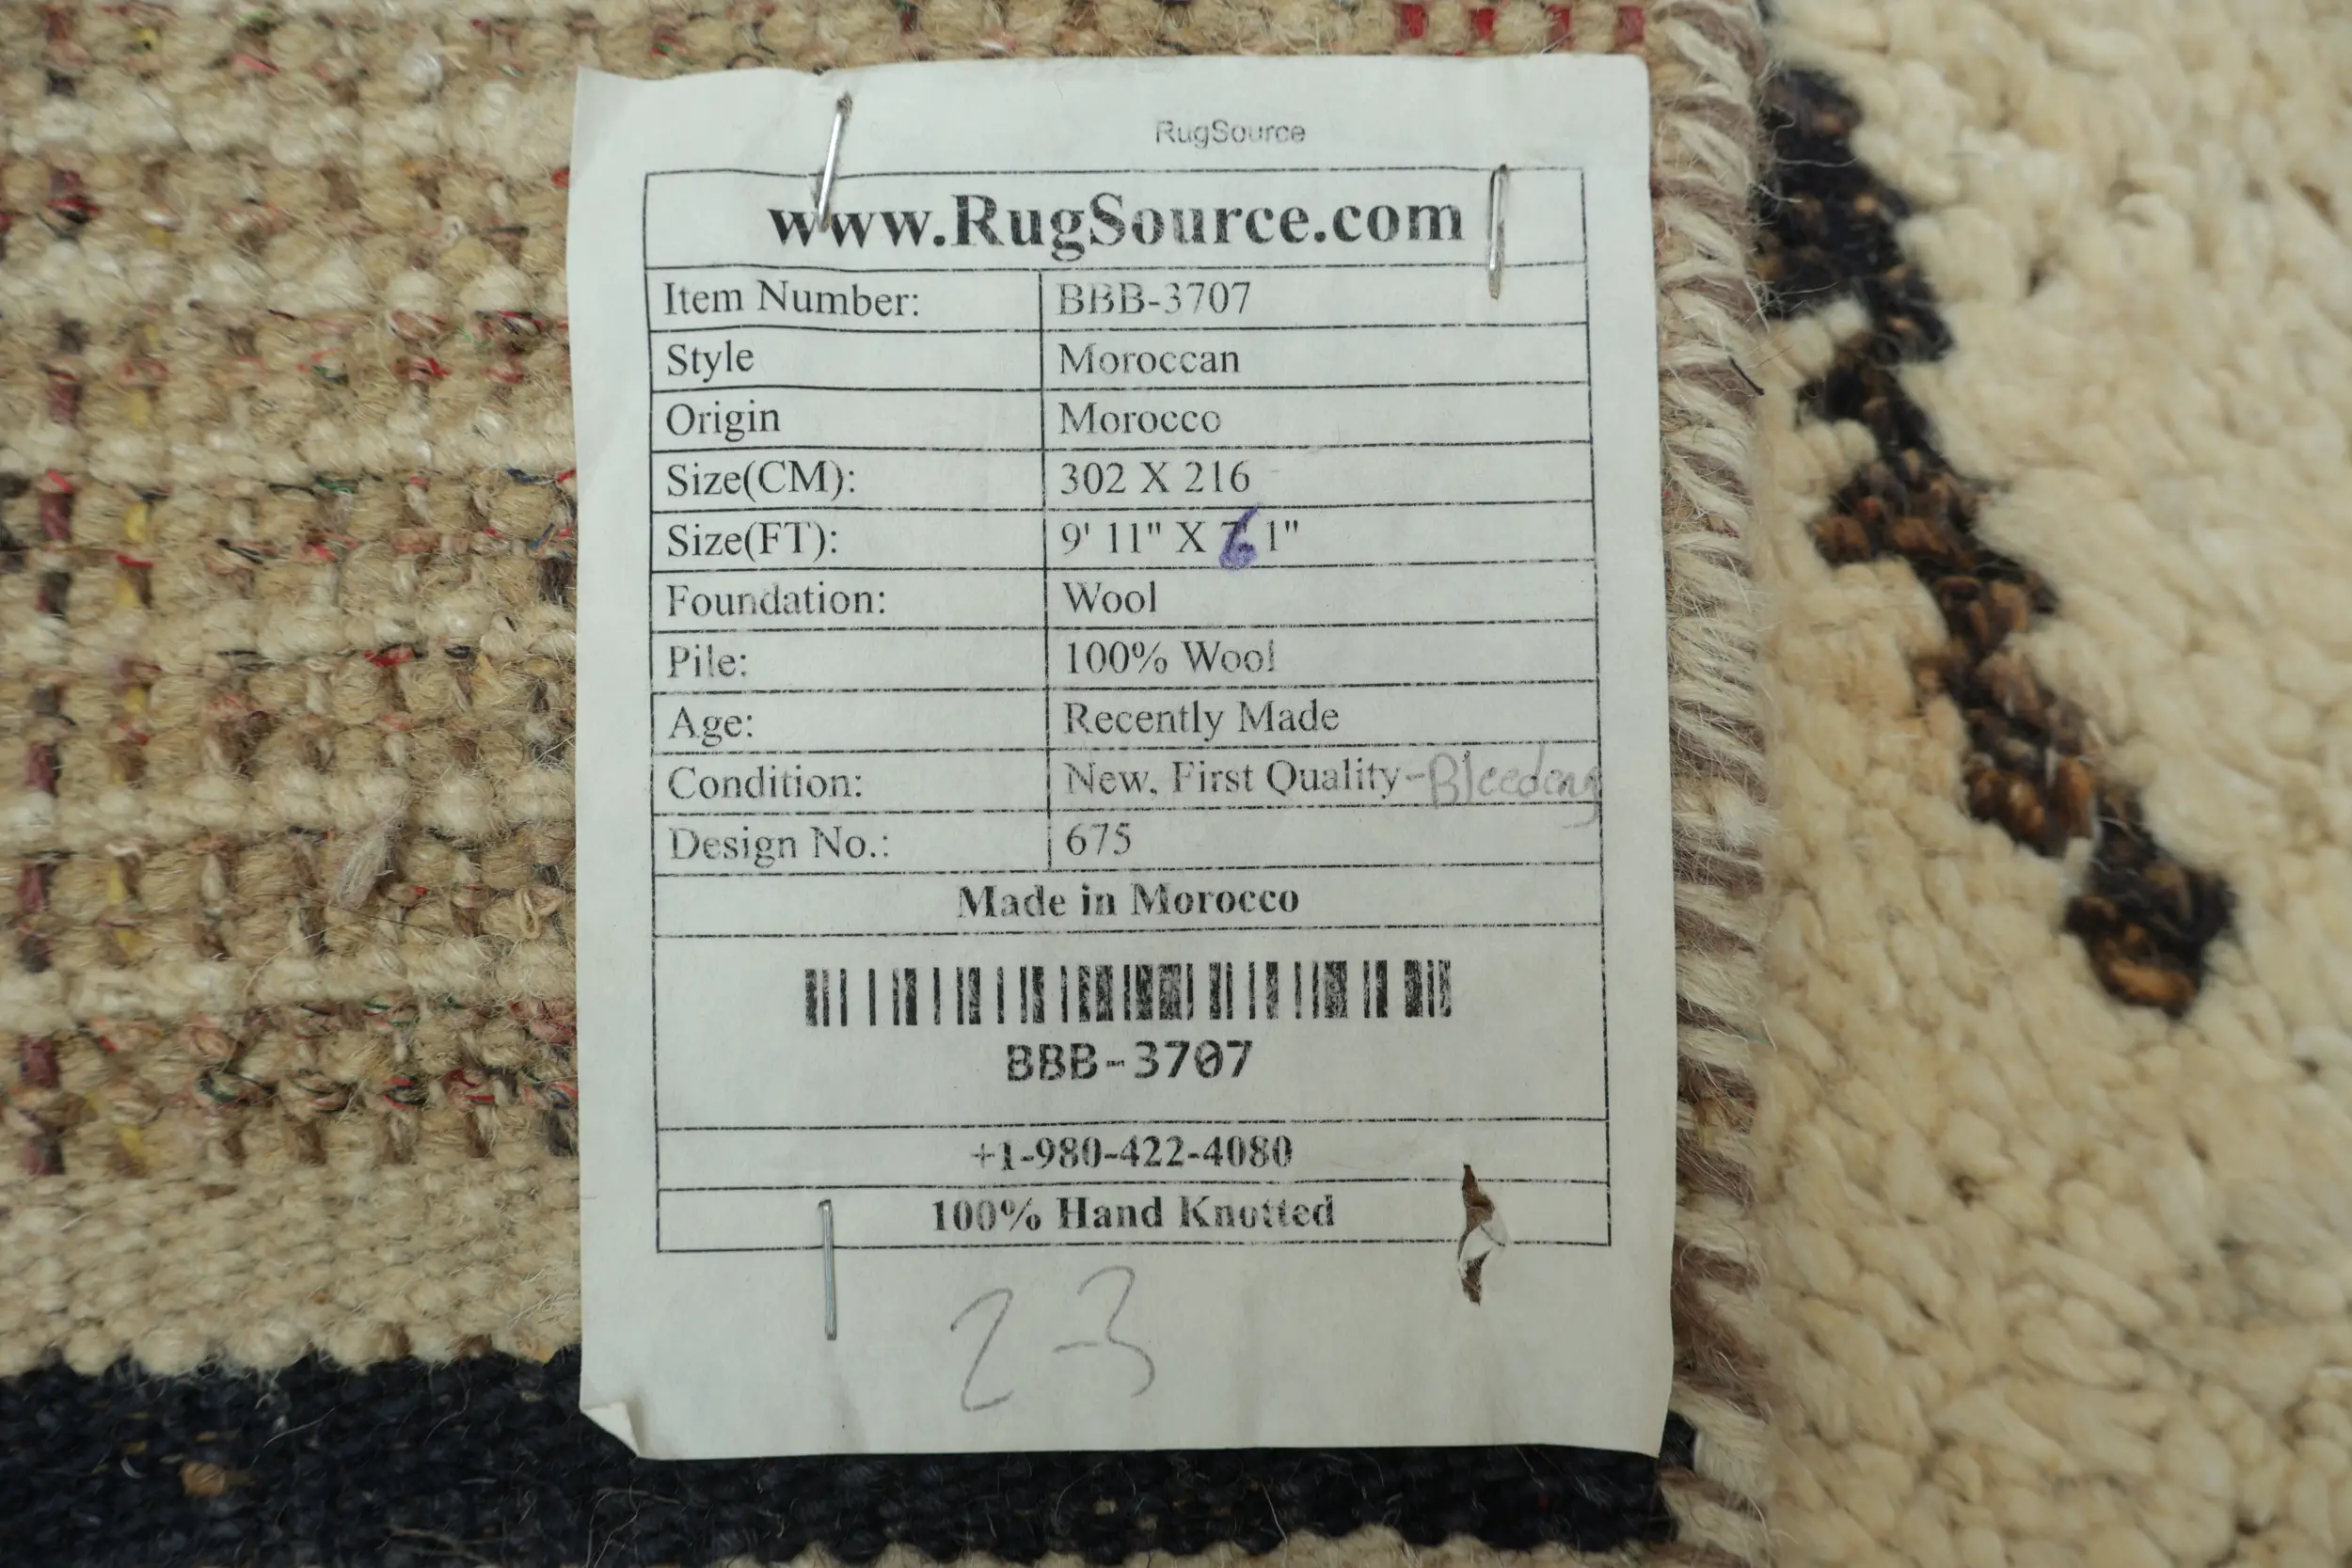 RugSource
www.RugSource.com
Item Number: BBB-3707
Style Moroccan
Origin Morocco
Size(CM): 302 X 216
Size(FT): 9' 11" X 6 1"
Foundation: Wool
Pile: 100% Wool
Age: Recently Made
Condition: New, First Quality-Bleeding
Design No.: 675
Made in Morocco
BBB-3707
+1-980-422-4080
100% Hand Knotted
2-3